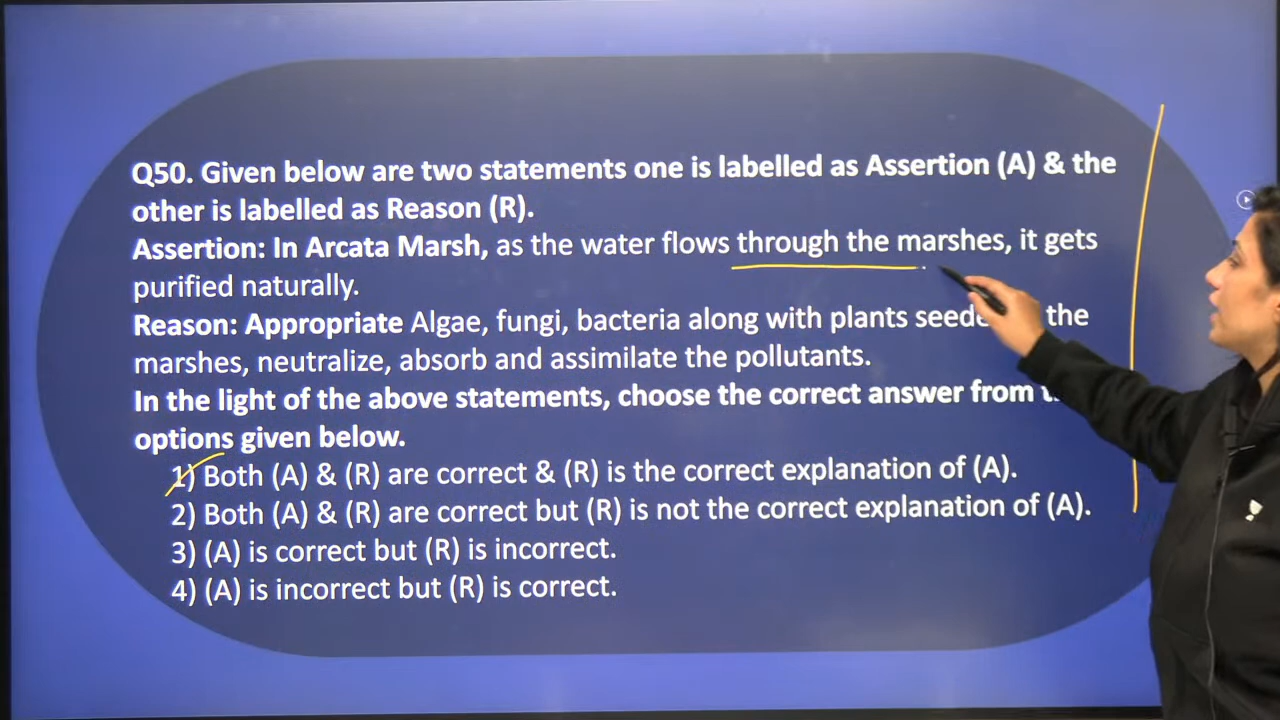 Q50. Given below are two statements one is labelled as Assertion (A) & the
other is labelled as Reason (R).
Assertion: In Arcata Marsh, as the water flows through the marshes, it gets
purified naturally.
Reason: Appropriate Algae, fungi, bacteria along with plants the
marshes, neutralize, absorb and assimilate the pollutants.
In the light of the above statements, choose the correct answer from
options given below.
1) Both (A) & (R) are correct & (R) is the correct explanation of (A).
2) Both (A) & (R) are correct but (R) is not the correct explanation of (A).
3) (A) is correct but (R) is incorrect.
4) (A) is incorrect but (R) is correct.